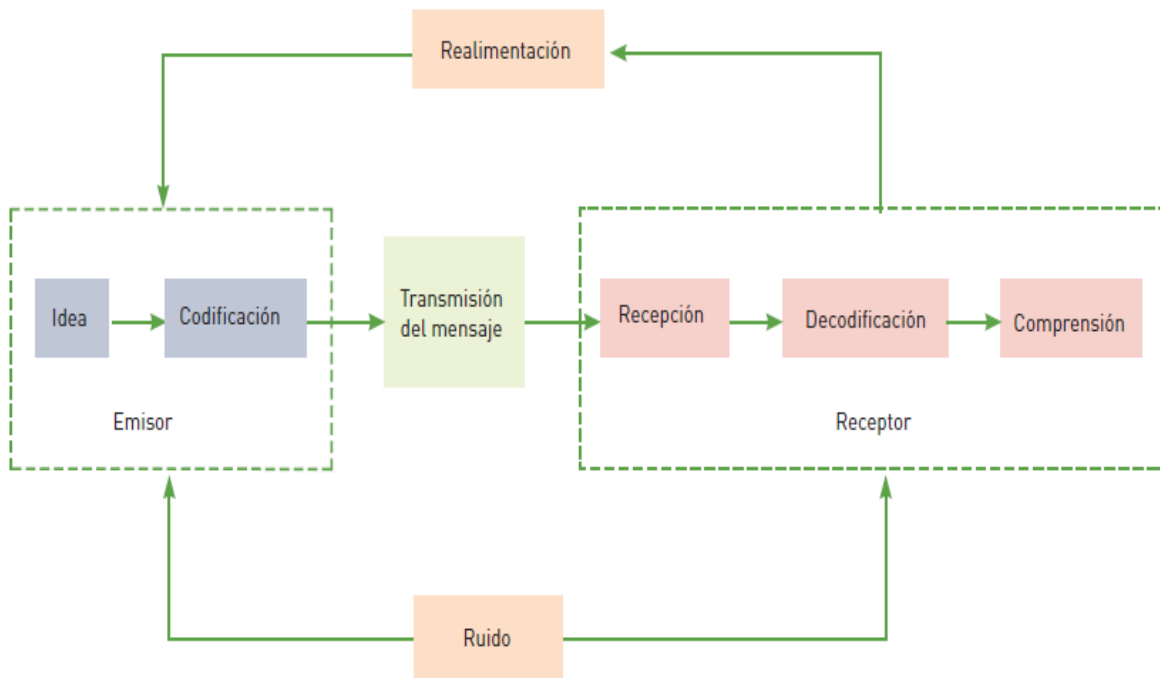 Realimentación
Idea
Codificación
Transmisión
del mensaje
Recepción
Decodificación
Comprensión
Emisor
Receptor
Ruido